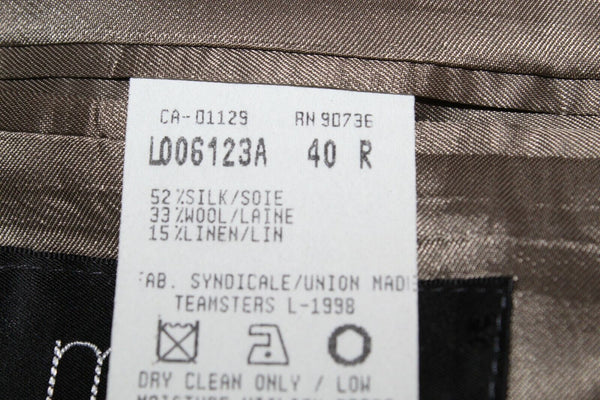 CA-01129 RN 90736
L006123A 40 R
52%SILK/SOIE
33%WOOL/LAINE
15%LINEN/LIN
FAB. SYNDICALE/UNION MADE
TEAMSTERS L-1998
DRY CLEAN ONLY / LOW
m